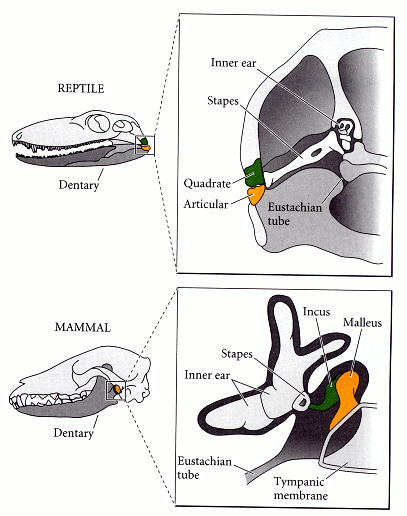 REPTILE
Dentary
Inner ear
Stapes
Quadrate
Articular
Eustachian
tube
MAMMAL
Dentary
Incus
Malleus
Stapes
Inner ear
Eustachian
tube
Tympanic
membrane